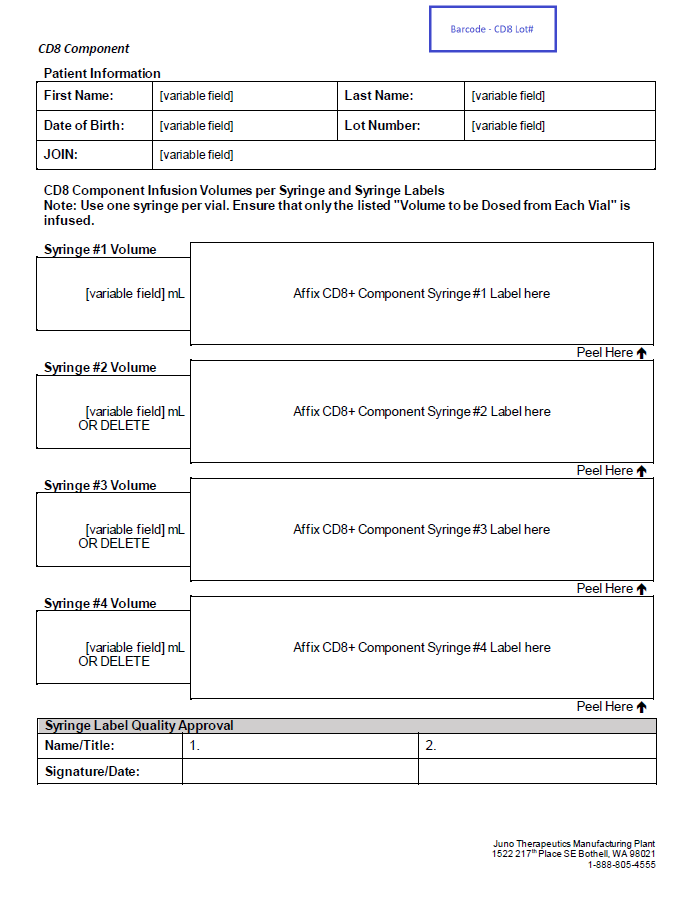 Barcode - CD8 Lot#
CD8 Component
Patient Information
First Name: [variable field] Last Name: [variable field]
Date of Birth: [variable field] Lot Number: [variable field]
JOIN: [variable field]
CD8 Component Infusion Volumes per Syringe and Syringe Labels
Note: Use one syringe per vial. Ensure that only the listed "Volume to be Dosed from Each Vial" is
infused.
Syringe #1 Volume
[variable field] mL Affix CD8+ Component Syringe #1 Label here
Peel Here 🡹
Syringe #2 Volume
[variable field] mL Affix CD8+ Component Syringe #2 Label here
OR DELETE
Peel Here 🡹
Syringe #3 Volume
[variable field] mL Affix CD8+ Component Syringe #3 Label here
OR DELETE
Peel Here 🡹
Syringe #4 Volume
[variable field] mL Affix CD8+ Component Syringe #4 Label here
OR DELETE
Peel Here 🡹
Syringe Label Quality Approval
Name/Title: 1. 2.
Signature/Date:
Juno Therapeutics Manufacturing Plant
1522 217th Place SE Bothell, WA 98021
1-888-805-4555